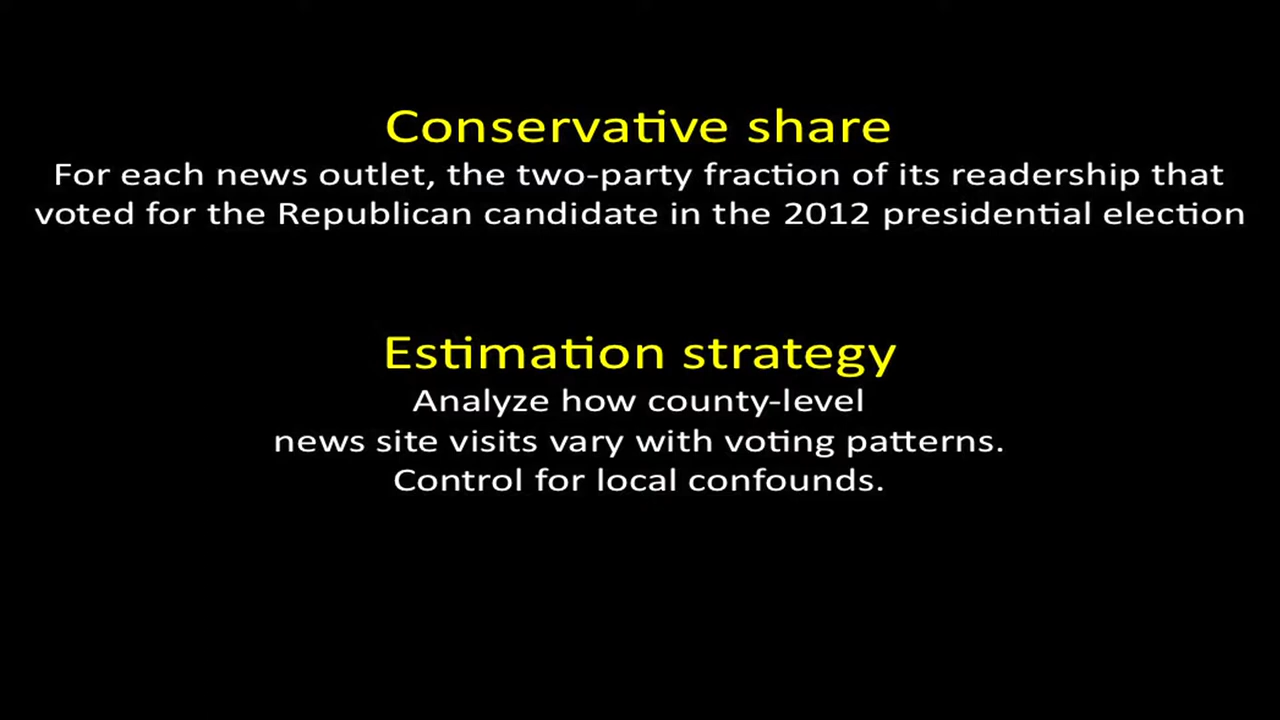 Conservative share
For each news outlet, the two-party fraction of its readership that
voted for the Republican candidate in the 2012 presidential election
Estimation strategy
Analyze how county-level
news site visits vary with voting patterns.
Control for local confounds.